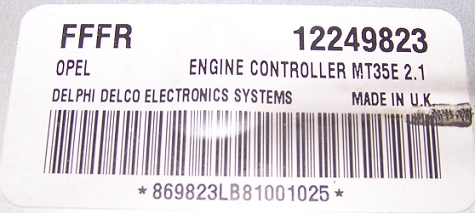 FFFR 12249823
OPEL ENGINE CONTROLLER MT35E 2.1
DELPHI DELCO ELECTRONICS SYSTEMS MADE IN U.K.
*869823LB81001025*